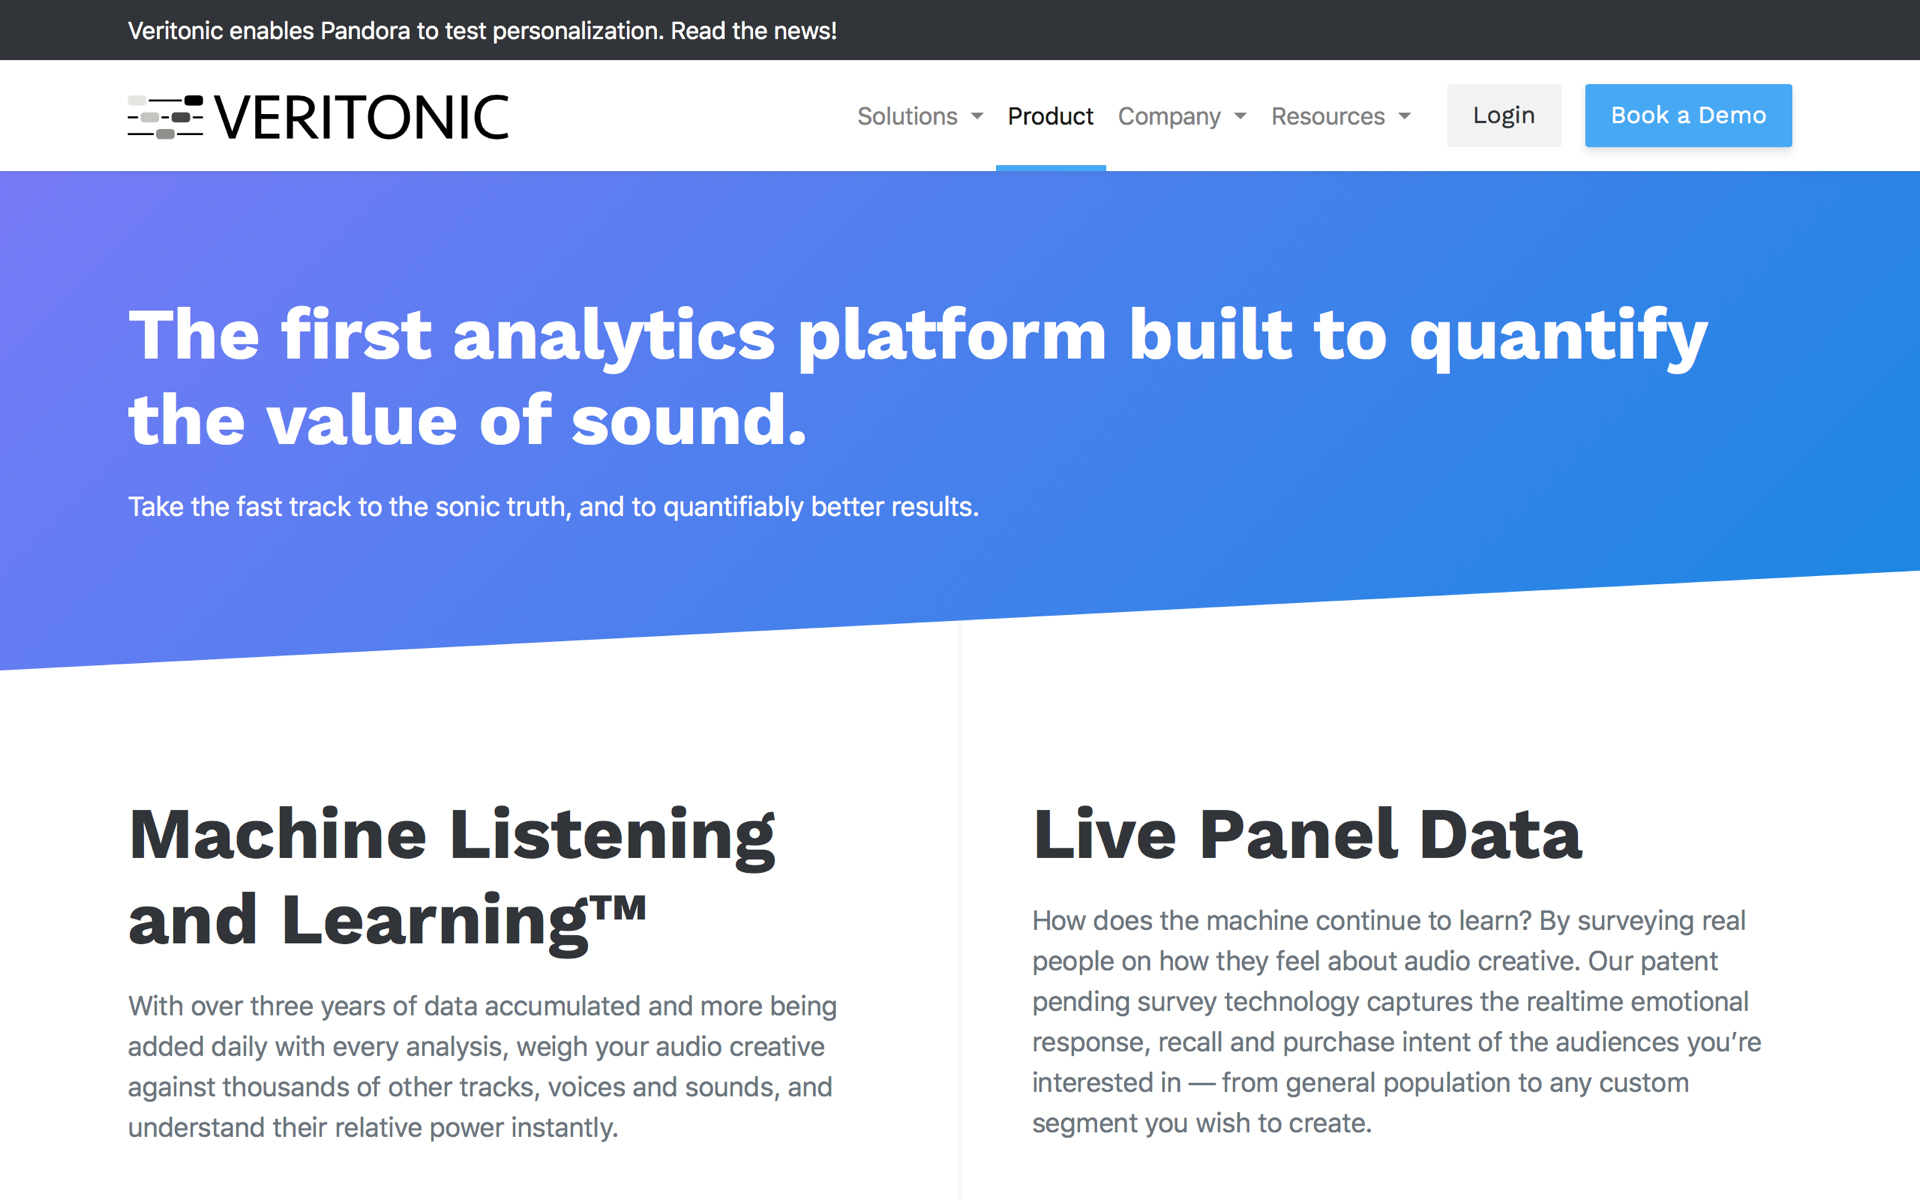 Veritonic enables Pandora to test personalization. Read the news!
VERITONIC
Solutions
Product
Company
Resources
Login
Book a Demo
The first analytics platform built to quantify
the value of sound.
Take the fast track to the sonic truth, and to quantifiably better results.
Machine Listening
and Learning™
With over three years of data accumulated and more being
added daily with every analysis, weigh your audio creative
against thousands of other tracks, voices and sounds, and
understand their relative power instantly.
Live Panel Data
How does the machine continue to learn? By surveying real
people on how they feel about audio creative. Our patent
pending survey technology captures the realtime emotional
response, recall and purchase intent of the audiences you’re
interested in — from general population to any custom
segment you wish to create.